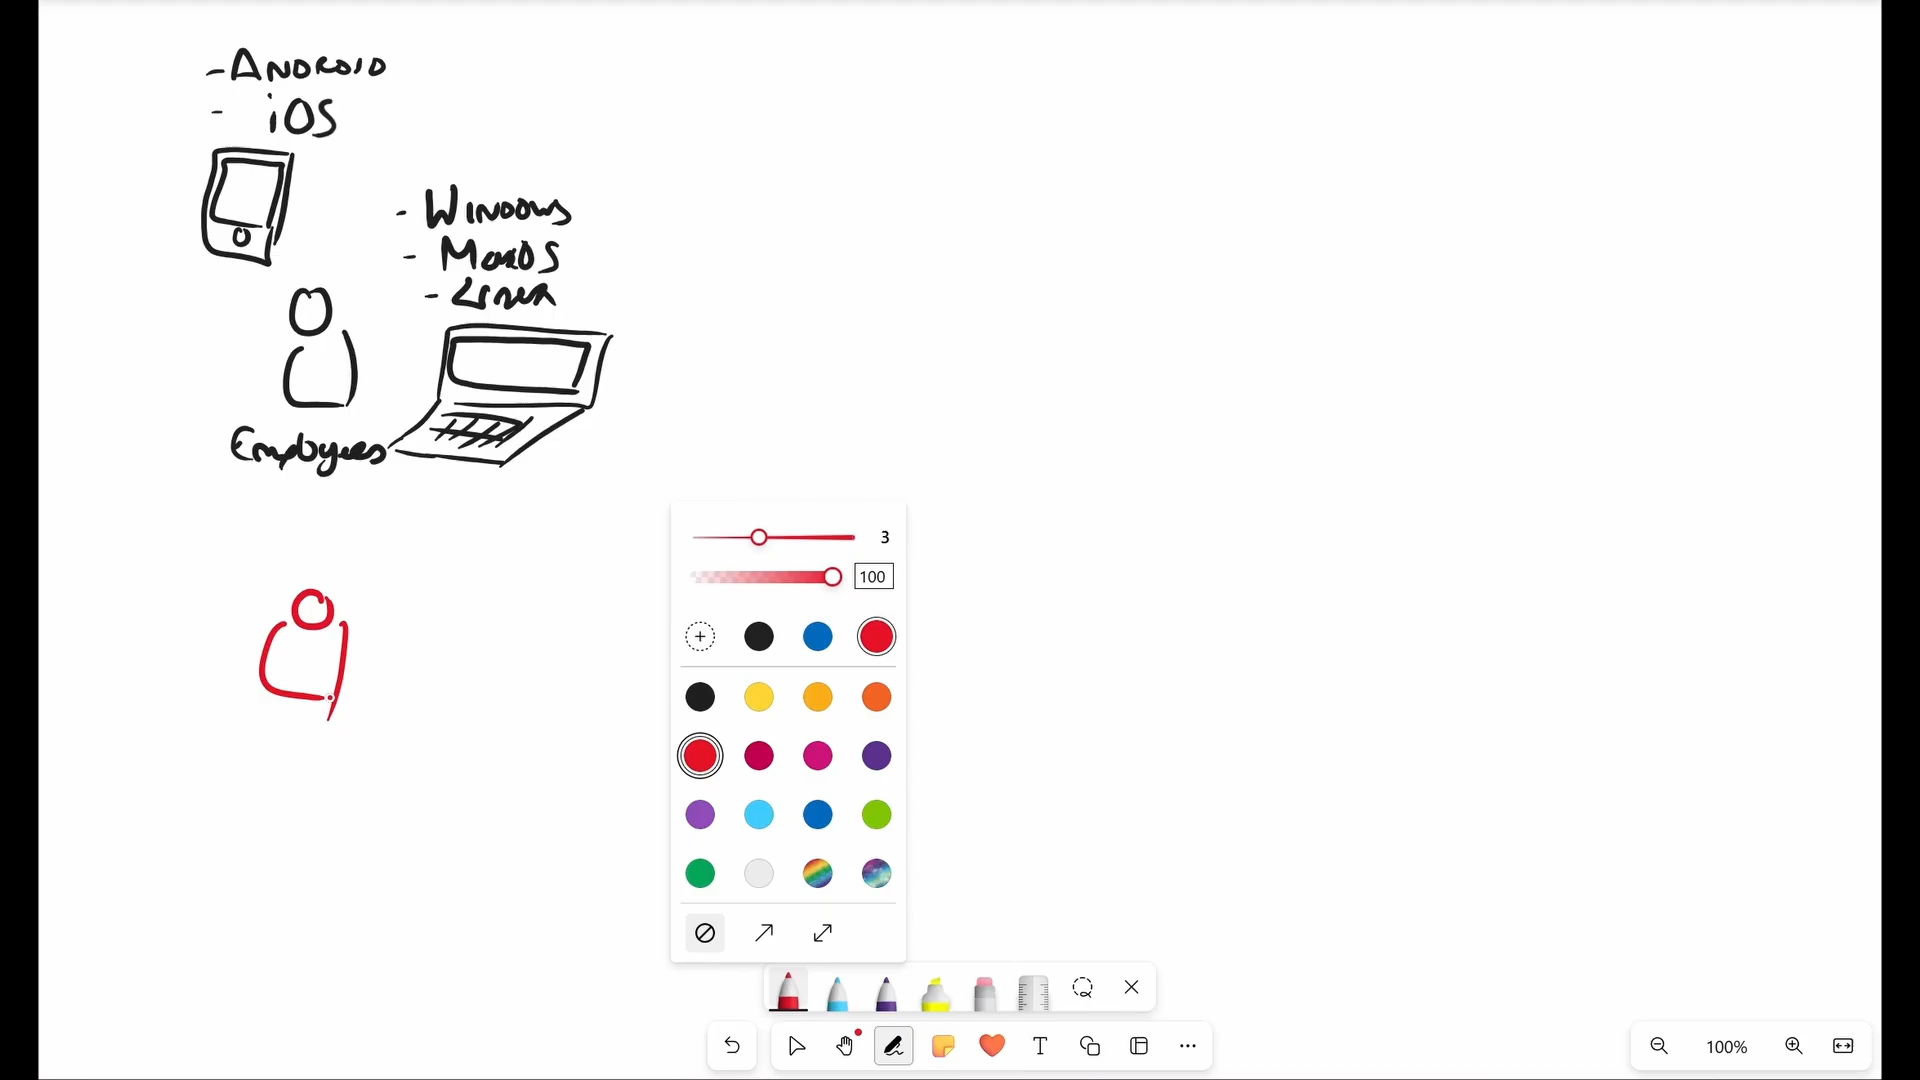 - ANDROID
- iOS
- WINDOWS
- MacOS
- LINUX
Employees
3
100
100%